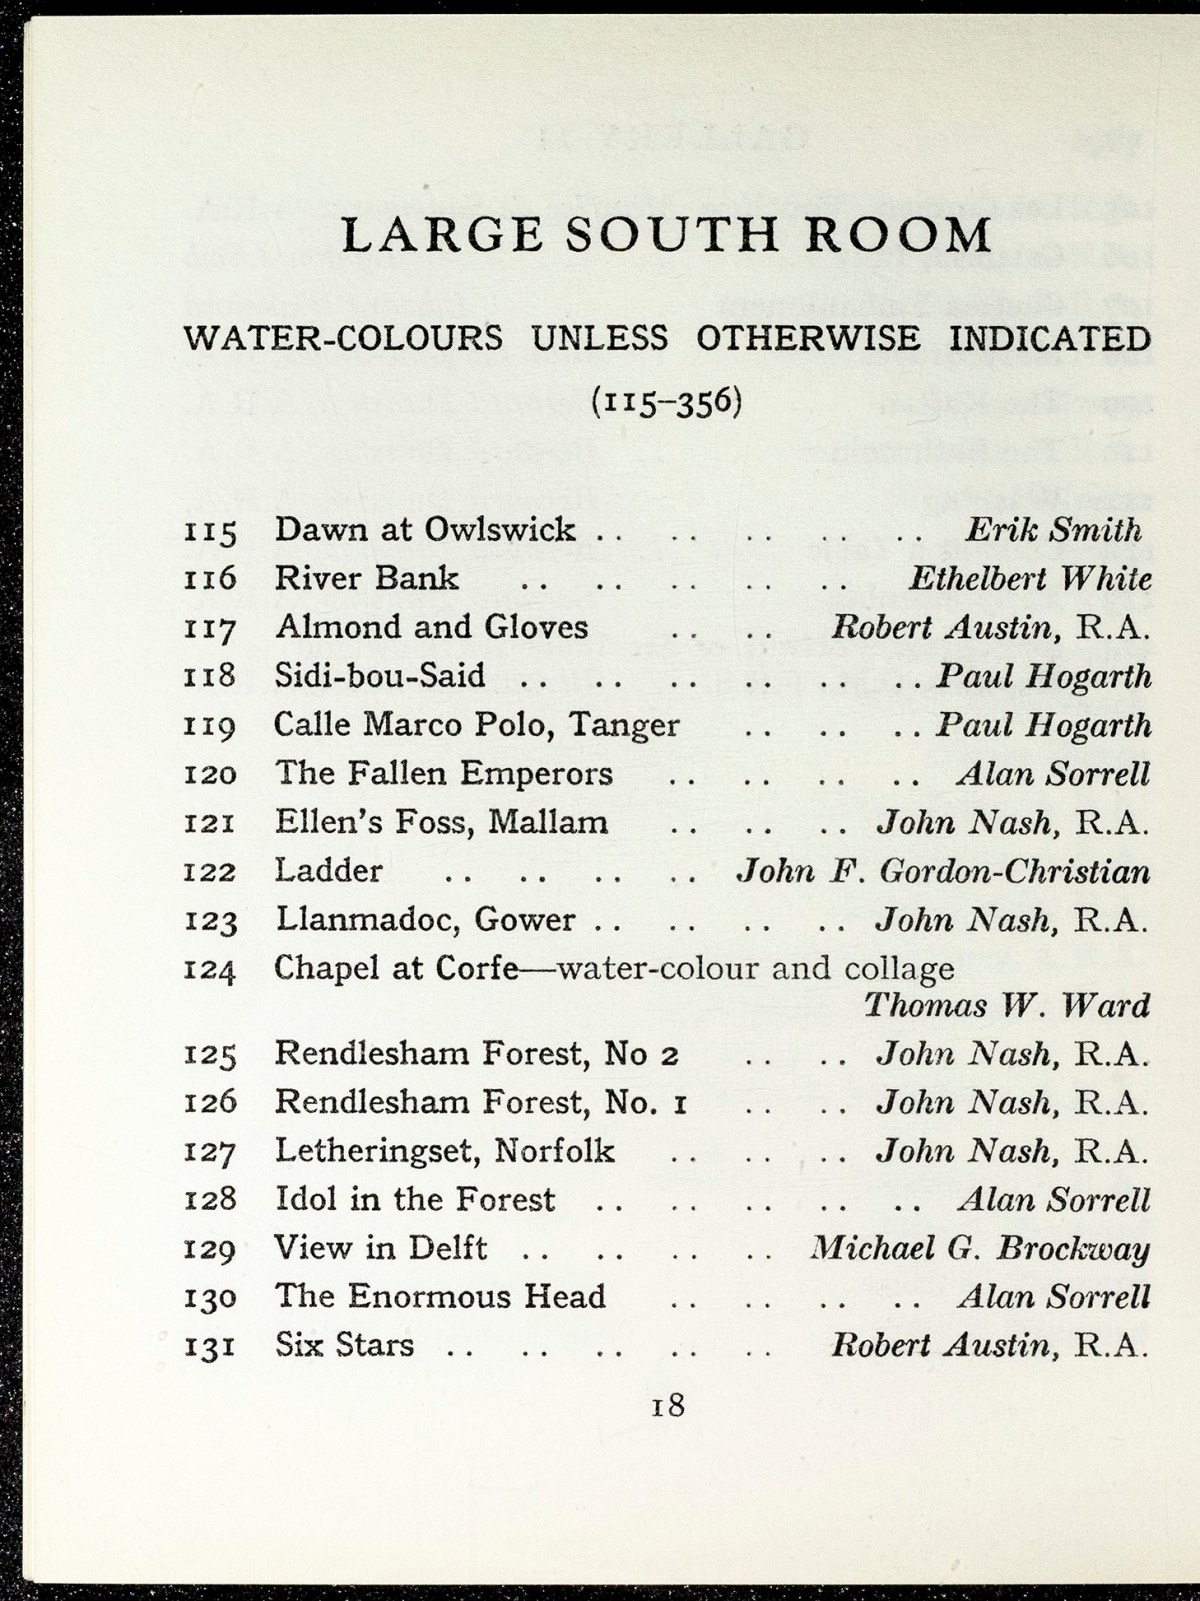 LARGE SOUTH ROOM
WATER-COLOURS UNLESS OTHERWISE INDICATED
(115-356)
115 Dawn at Owlswick .. .. .. .. .. Erik Smith
116 River Bank .. .. .. .. .. Ethelbert White
117 Almond and Gloves .. .. Robert Austin, R.A.
118 Sidi-bou-Said .. .. .. .. .. .. Paul Hogarth
119 Calle Marco Polo, Tanger .. .. .. Paul Hogarth
120 The Fallen Emperors .. .. .. .. Alan Sorrell
121 Ellen's Foss, Mallam .. .. .. John Nash, R.A.
122 Ladder .. .. .. .. John F. Gordon-Christian
123 Llanmadoc, Gower .. .. .. .. John Nash, R.A.
124 Chapel at Corfe—water-colour and collage
Thomas W. Ward
125 Rendlesham Forest, No 2 .. .. John Nash, R.A.
126 Rendlesham Forest, No. 1 .. .. John Nash, R.A.
127 Letheringset, Norfolk .. .. .. John Nash, R.A.
128 Idol in the Forest .. .. .. .. .. Alan Sorrell
129 View in Delft .. .. .. .. Michael G. Brockway
130 The Enormous Head .. .. .. .. Alan Sorrell
131 Six Stars .. .. .. .. .. Robert Austin, R.A.
18